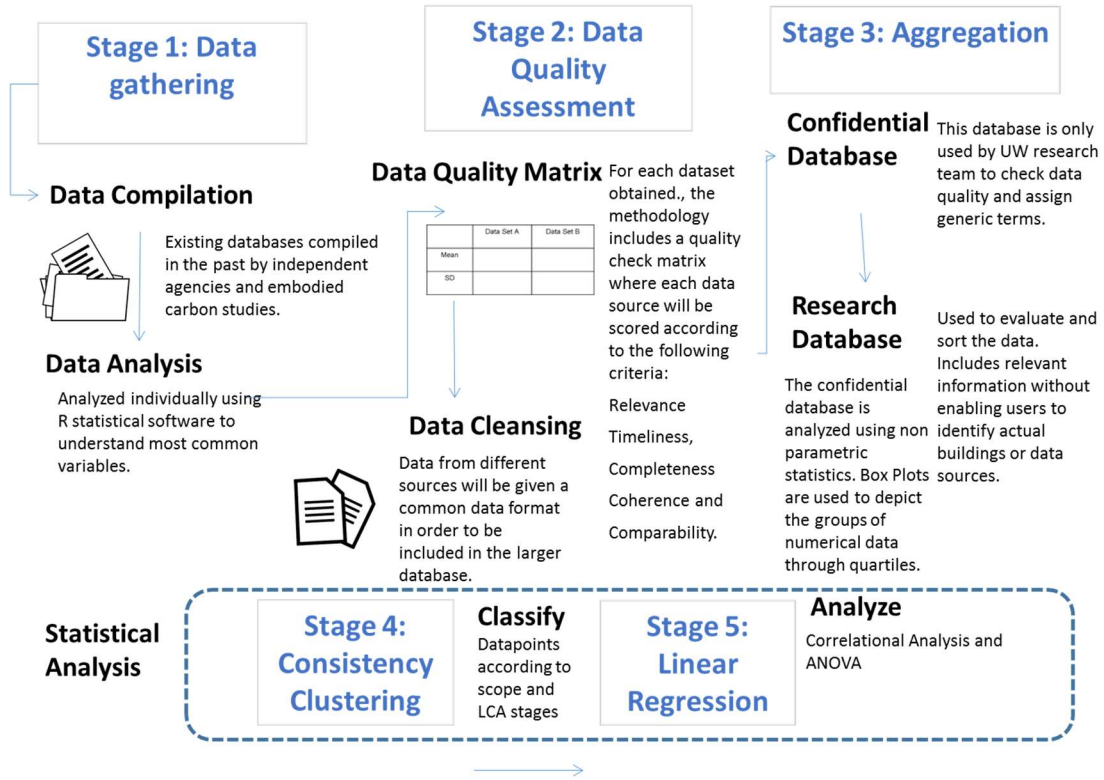 Stage 1: Data
gathering
Data Compilation
Existing databases compiled
in the past by independent
agencies and embodied
carbon studies.
Data Analysis
Analyzed individually using
R statistical software to
understand most common
variables.
Stage 2: Data
Quality
Assessment
Data Quality Matrix
Data Set A Data Set B
Mean
SD
For each dataset
obtained., the
methodology
includes a quality
check matrix
where each data
source will be
scored according
to the following
criteria:
Relevance
Timeliness,
Completeness
Coherence and
Comparability.
Data Cleansing
Data from different
sources will be given a
common data format
in order to be
included in the larger
database.
Stage 3: Aggregation
Confidential
Database
This database is only
used by UW research
team to check data
quality and assign
generic terms.
Research
Database
The confidential
database is
analyzed using non
parametric
statistics. Box Plots
are used to depict
the groups of
numerical data
through quartiles.
Used to evaluate and
sort the data.
Includes relevant
information without
enabling users to
identify actual
buildings or data
sources.
Statistical
Analysis
Stage 4:
Consistency
Clustering
Classify
Datapoints
according to
scope and
LCA stages
Stage 5:
Linear
Regression
Analyze
Correlational Analysis and
ANOVA